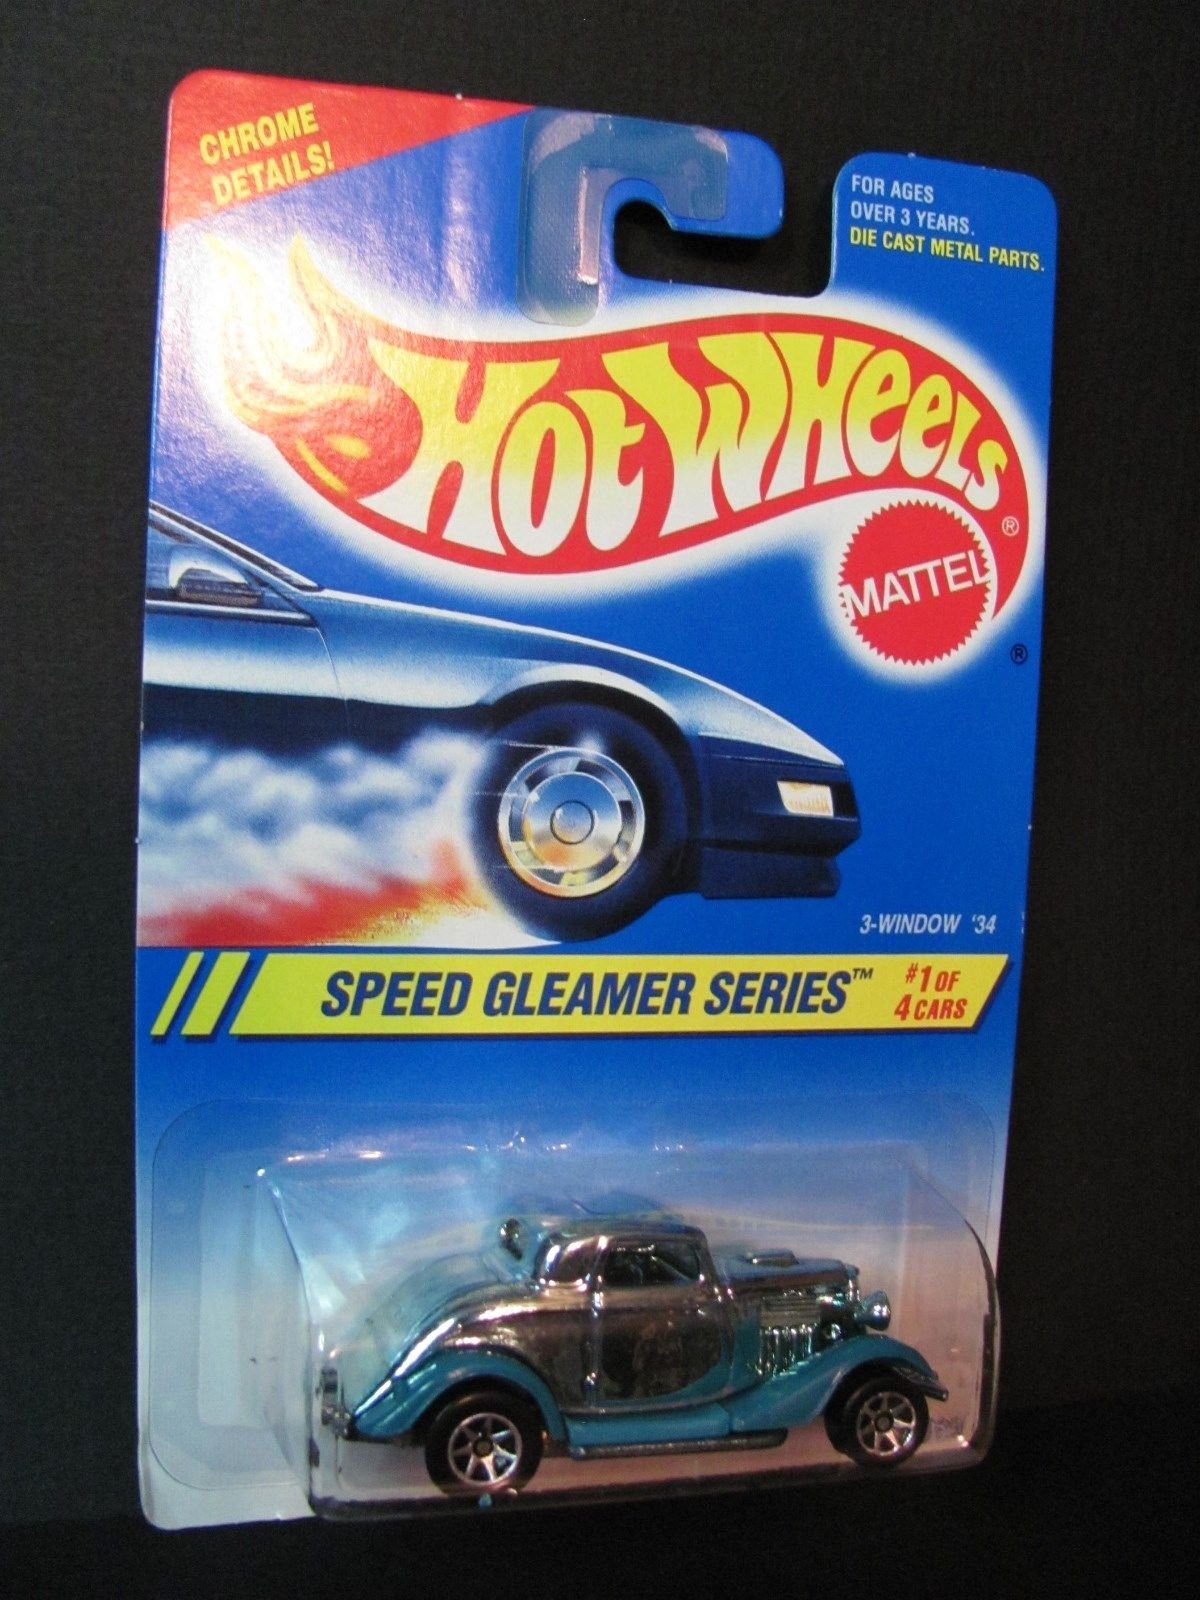 CHROME
DETAILS!
FOR AGES
OVER 3 YEARS.
DIE CAST METAL PARTS.
HOT WHEELS ®
MATTEL
®
3-WINDOW '34
SPEED GLEAMER SERIES™
#1 OF
4 CARS